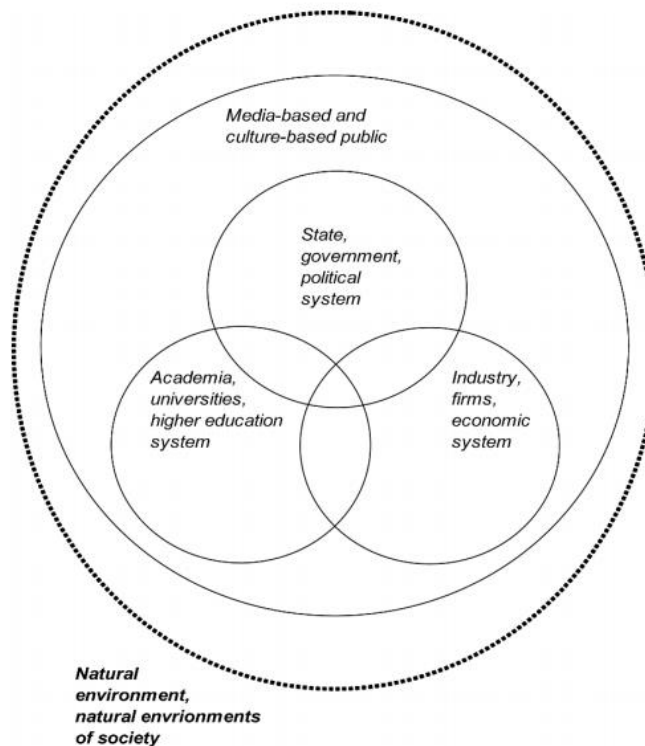 Media-based and
culture-based public
State,
government,
political
system
Academia,
universities,
higher education
system
Industry,
firms,
economic
system
Natural
environment,
natural envrionments
of society